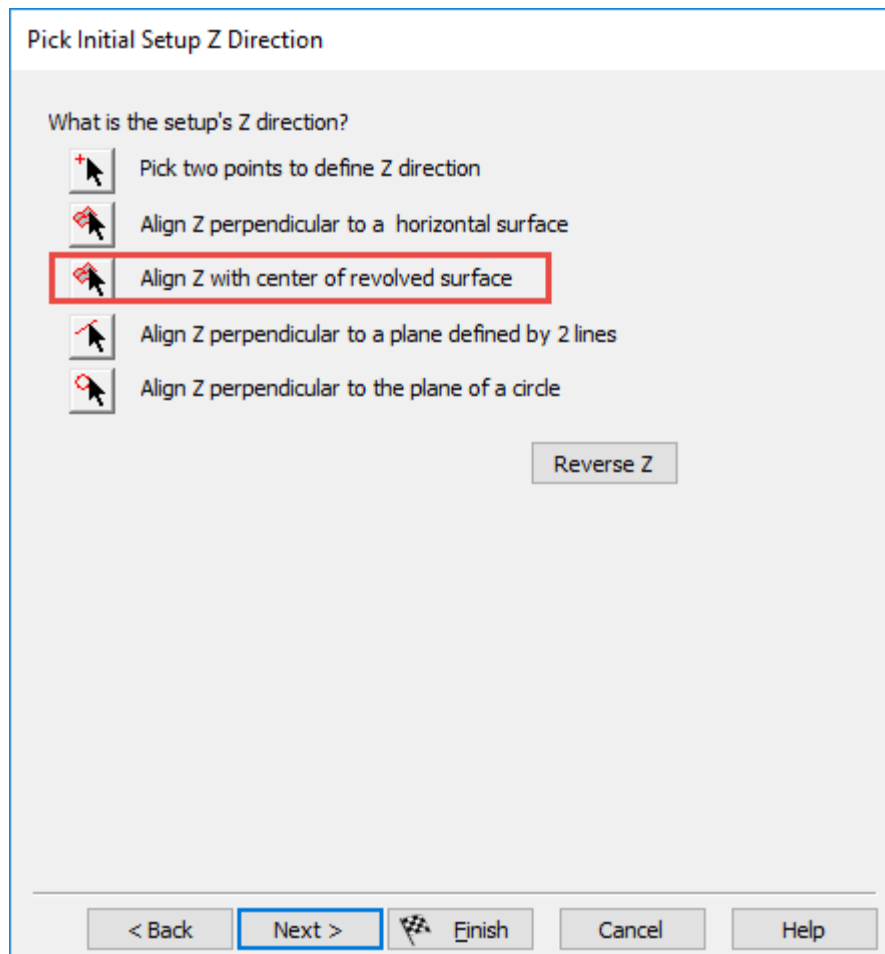 Pick Initial Setup Z Direction
What is the setup's Z direction?
Pick two points to define Z direction
Align Z perpendicular to a horizontal surface
Align Z with center of revolved surface
Align Z perpendicular to a plane defined by 2 lines
Align Z perpendicular to the plane of a circle
Reverse Z
< Back Next > Finish Cancel Help